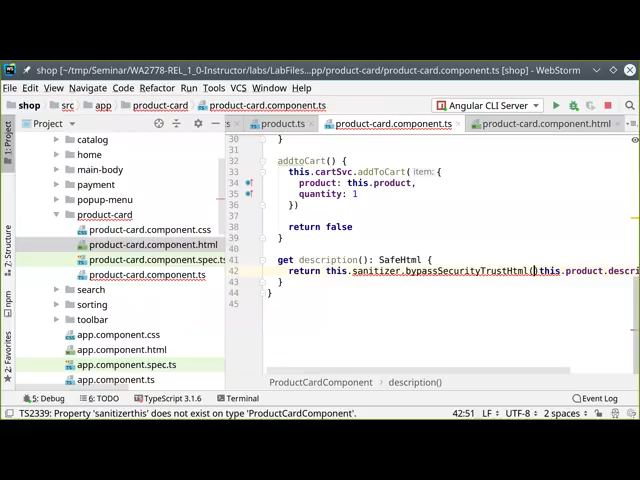 shop [~/tmp/Seminar/WA2778-REL_1_0-Instructor/labs/LabFiles...pp/product-card/product-card.component.ts [shop] - WebStorm
File Edit View Navigate Code Refactor Run Tools VCS Window Help
shop src app product-card product-card.component.ts Angular CLI Server
1: Project
7: Structure
npm
2: Favorites
Project
catalog
home
main-body
payment
popup-menu
product-card
product-card.component.css
product-card.component.html
product-card.component.spec.ts
product-card.component.ts
search
sorting
toolbar
app.component.css
app.component.html
app.component.spec.ts
app.component.ts
ts product.ts product-card.component.ts product-card.component.html
30 }
31
32 addtoCart() {
33 this.cartSvc.addToCart( item: {
34 product: this.product,
35 quantity: 1
36 })
37
38 return false
39 }
40
41 get description(): SafeHtml {
42 return this.sanitizer.bypassSecurityTrustHtml()this.product.descri
43 }
44 }
45
ProductCardComponent description()
5: Debug 6: TODO TypeScript 3.1.6 Terminal Event Log
TS2339: Property 'sanitizerthis' does not exist on type 'ProductCardComponent'. 42:51 LF UTF-8 2 spaces